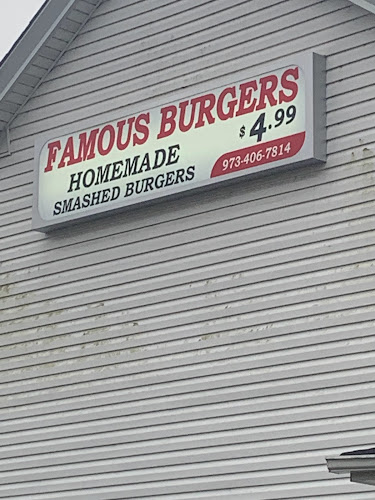 FAMOUS BURGERS
HOMEMADE
$4.99
SMASHED BURGERS
973-406-7814